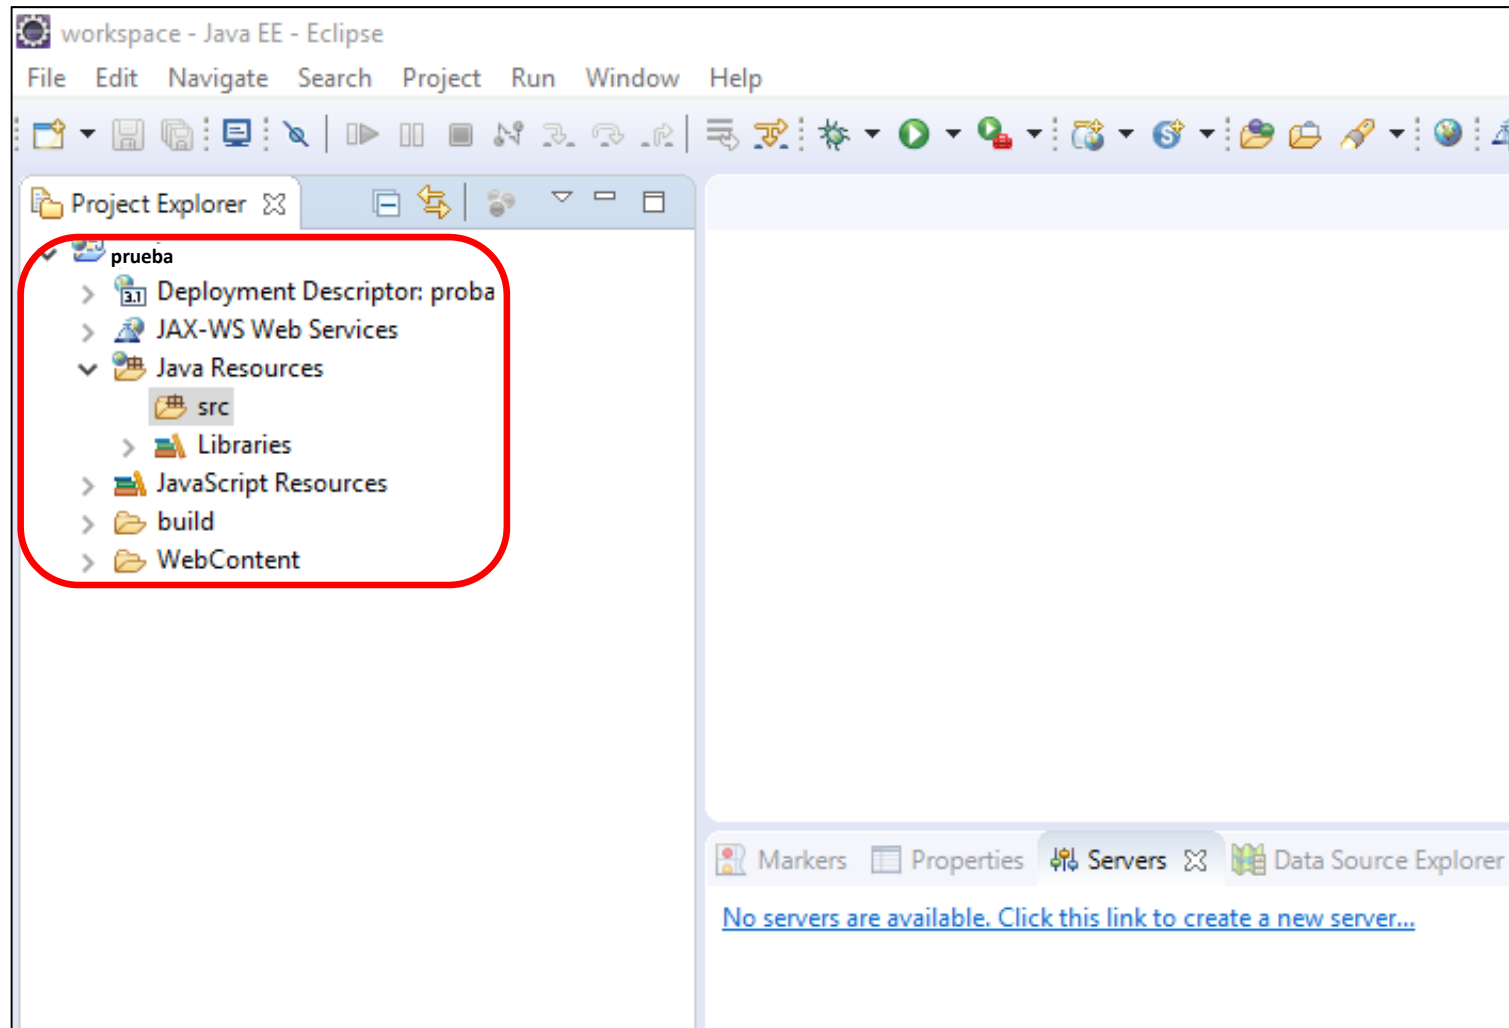 workspace - Java EE - Eclipse
File Edit Navigate Search Project Run Window Help
Project Explorer
prueba
3.1 Deployment Descriptor: proba
JAX-WS Web Services
Java Resources
src
Libraries
JavaScript Resources
build
WebContent
Markers Properties Servers Data Source Explorer
No servers are available. Click this link to create a new server...